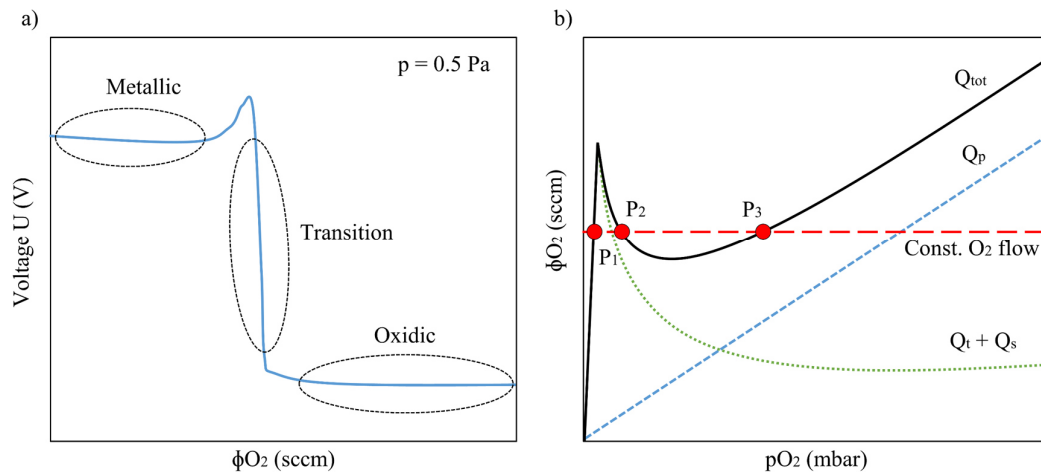 a)
p = 0.5 Pa
Metallic
Transition
Oxidic
Voltage U (V)
ϕO₂ (sccm)
b)
Qtot
Qp
P₂
P₃
P₁
Const. O₂ flow
Qt + Qs
ϕO₂ (sccm)
pO₂ (mbar)